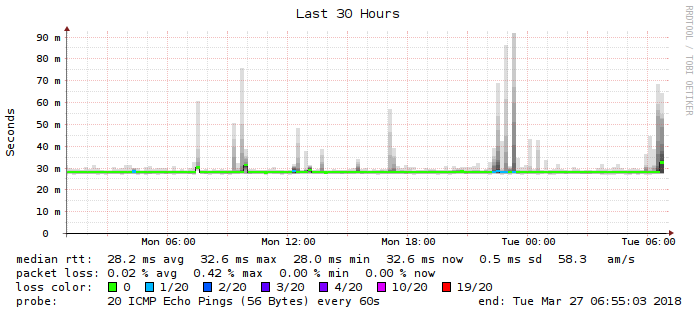 Last 30 Hours
RRDTOOL / TOBI OETIKER
Seconds
90 m
80 m
70 m
60 m
50 m
40 m
30 m
20 m
10 m
0
Mon 06:00 Mon 12:00 Mon 18:00 Tue 00:00 Tue 06:00
median rtt: 28.2 ms avg 32.6 ms max 28.0 ms min 32.6 ms now 0.5 ms sd 58.3 am/s
packet loss: 0.02 % avg 0.42 % max 0.00 % min 0.00 % now
loss color: 0 1/20 2/20 3/20 4/20 10/20 19/20
probe: 20 ICMP Echo Pings (56 Bytes) every 60s end: Tue Mar 27 06:55:03 2018